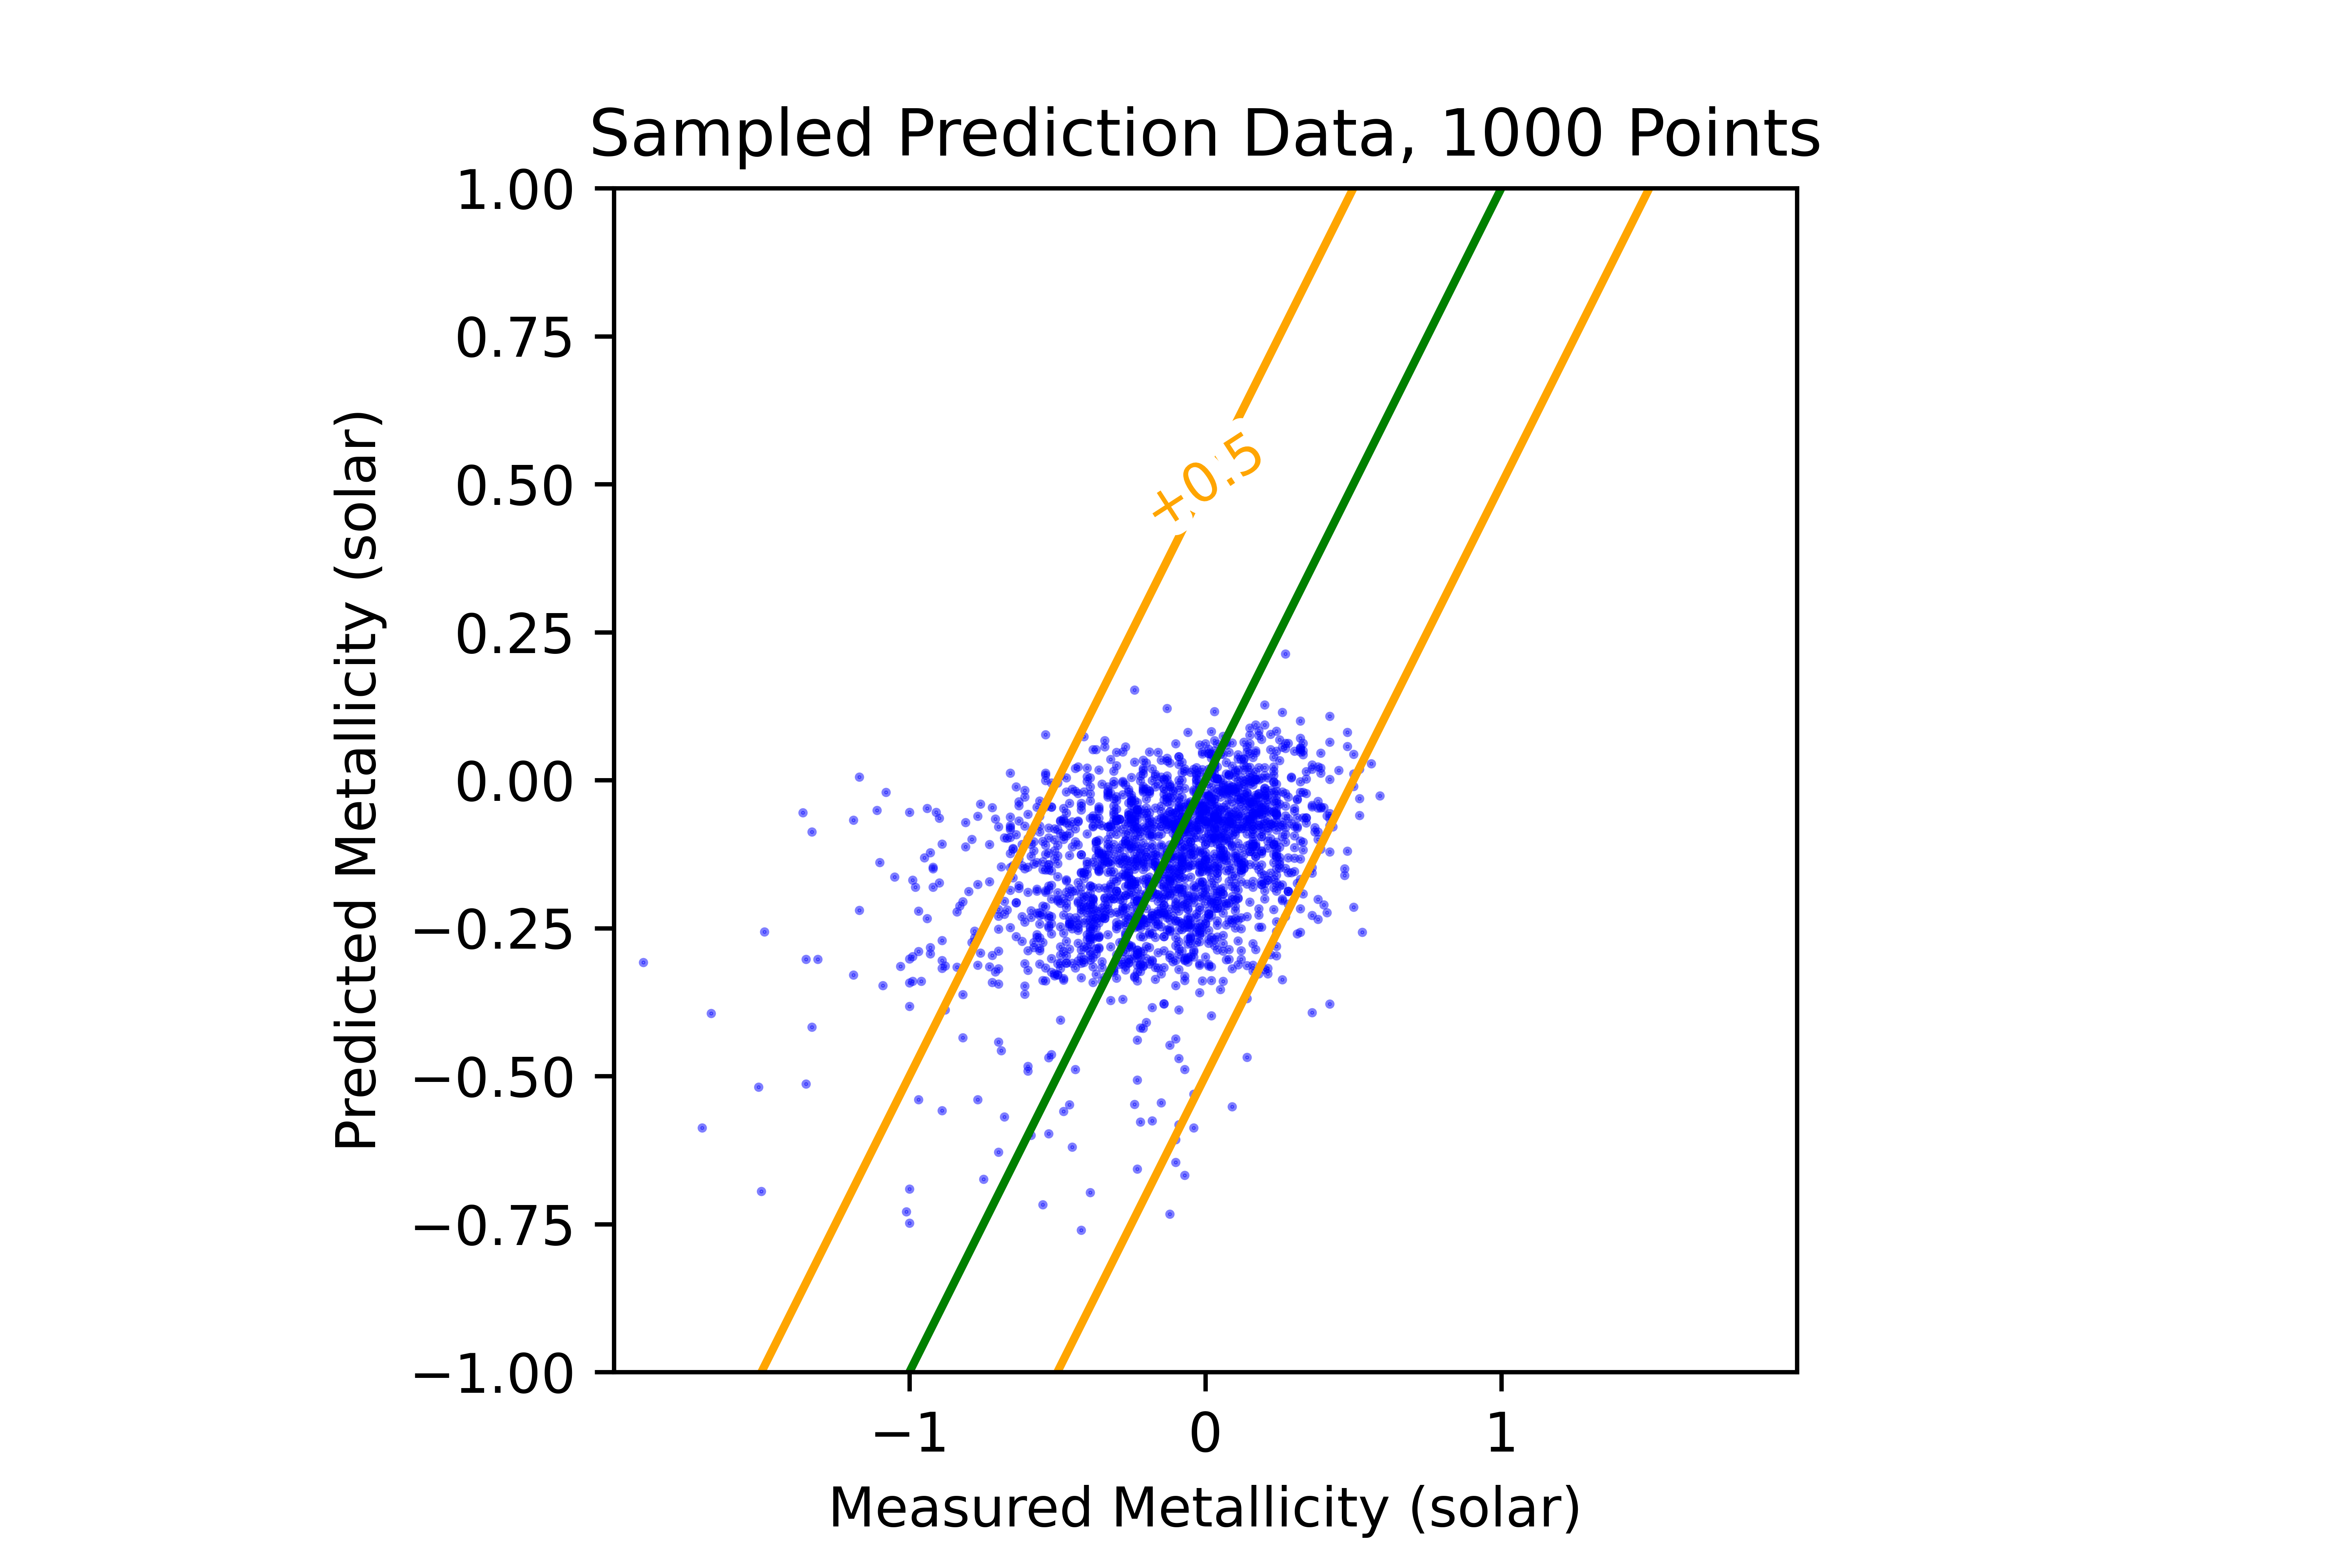 Sampled Prediction Data, 1000 Points
1.00
0.75
0.50
0.25
0.00
−0.25
−0.50
−0.75
−1.00
Predicted Metallicity (solar)
+0.5
−1 0 1
Measured Metallicity (solar)